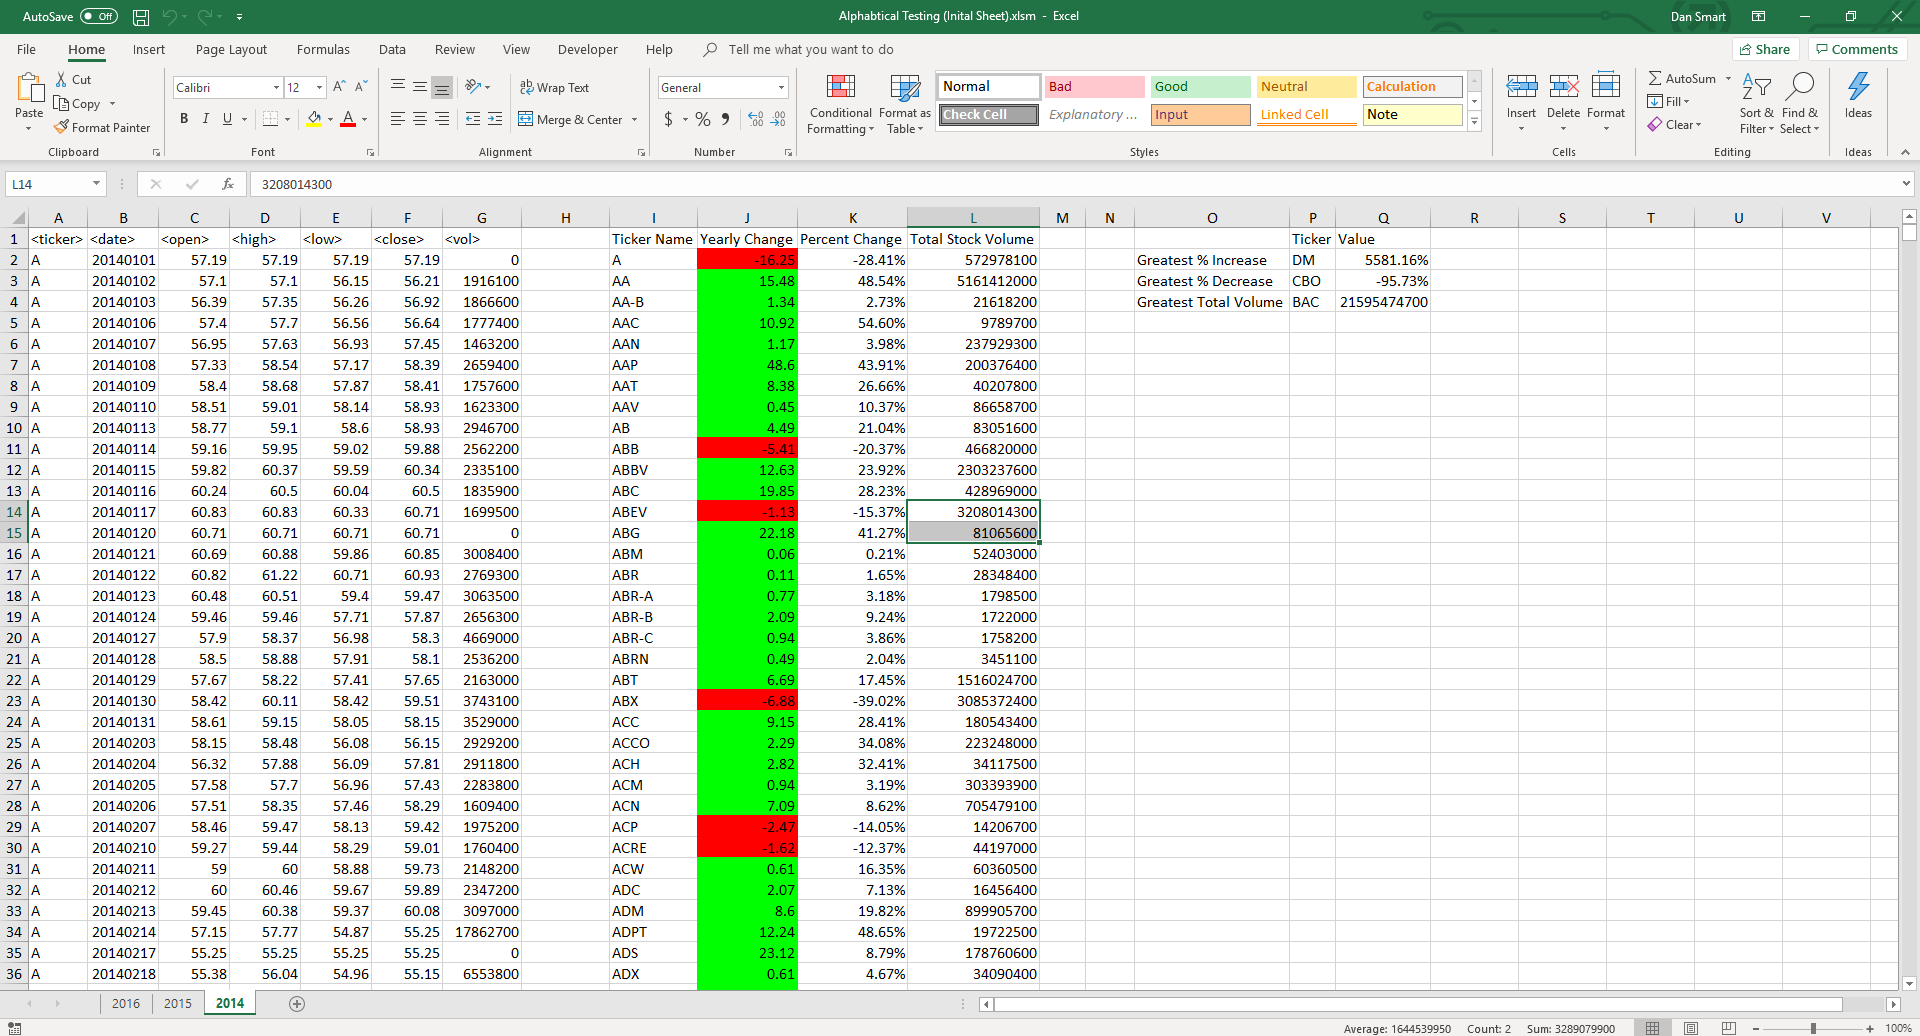 AutoSave Off Alphabtical Testing (Inital Sheet).xlsm - Excel Dan Smart
File Home Insert Page Layout Formulas Data Review View Developer Help Tell me what you want to do Share Comments
Paste Cut Copy Format Painter
Clipboard
Calibri 12
B I U A
Font
ab Wrap Text
Merge & Center
Alignment
General
$ % 9
Number
Conditional Formatting Format as Table
Normal Bad Good Neutral Calculation
Check Cell Explanatory ... Input Linked Cell Note
Styles
Insert Delete Format
Cells
AutoSum Fill Clear Sort & Filter Find & Select
Editing
Ideas
Ideas
L14 fx 3208014300
A B C D E F G H I J K L M N O P Q R S T U V
1 <ticker> <date> <open> <high> <low> <close> <vol> Ticker Name Yearly Change Percent Change Total Stock Volume Ticker Value
2 A 20140101 57.19 57.19 57.19 57.19 0 A -16.25 -28.41% 572978100 Greatest % Increase DM 5581.16%
3 A 20140102 57.1 57.1 56.15 56.21 1916100 AA 15.48 48.54% 5161412000 Greatest % Decrease CBO -95.73%
4 A 20140103 56.39 57.35 56.26 56.92 1866600 AA-B 1.34 2.73% 21618200 Greatest Total Volume BAC 21595474700
5 A 20140106 57.4 57.7 56.56 56.64 1777400 AAC 10.92 54.60% 9789700
6 A 20140107 56.95 57.63 56.93 57.45 1463200 AAN 1.17 3.98% 237929300
7 A 20140108 57.33 58.54 57.17 58.39 2659400 AAP 48.6 43.91% 200376400
8 A 20140109 58.4 58.68 57.87 58.41 1757600 AAT 8.38 26.66% 40207800
9 A 20140110 58.51 59.01 58.14 58.93 1623300 AAV 0.45 10.37% 86658700
10 A 20140113 58.77 59.1 58.6 58.93 2946700 AB 4.49 21.04% 83051600
11 A 20140114 59.16 59.95 59.02 59.88 2562200 ABB -5.41 -20.37% 466820000
12 A 20140115 59.82 60.37 59.59 60.34 2335100 ABBV 12.63 23.92% 2303237600
13 A 20140116 60.24 60.5 60.04 60.5 1835900 ABC 19.85 28.23% 428969000
14 A 20140117 60.83 60.83 60.33 60.71 1699500 ABEV -1.13 -15.37% 3208014300
15 A 20140120 60.71 60.71 60.71 60.71 0 ABG 22.18 41.27% 81065600
16 A 20140121 60.69 60.88 59.86 60.85 3008400 ABM 0.06 0.21% 52403000
17 A 20140122 60.82 61.22 60.71 60.93 2769300 ABR 0.11 1.65% 28348400
18 A 20140123 60.48 60.51 59.4 59.47 3063500 ABR-A 0.77 3.18% 1798500
19 A 20140124 59.46 59.46 57.71 57.87 2656300 ABR-B 2.09 9.24% 1722000
20 A 20140127 57.9 58.37 56.98 58.3 4669000 ABR-C 0.94 3.86% 1758200
21 A 20140128 58.5 58.88 57.91 58.1 2536200 ABRN 0.49 2.04% 3451100
22 A 20140129 57.67 58.22 57.41 57.65 2163000 ABT 6.69 17.45% 1516024700
23 A 20140130 58.42 60.11 58.42 59.51 3743100 ABX -6.88 -39.02% 3085372400
24 A 20140131 58.61 59.15 58.05 58.15 3529000 ACC 9.15 28.41% 180543400
25 A 20140203 58.15 58.48 56.08 56.15 2929200 ACCO 2.29 34.08% 223248000
26 A 20140204 56.32 57.88 56.09 57.81 2911800 ACH 2.82 32.41% 34117500
27 A 20140205 57.58 57.7 56.96 57.43 2283800 ACM 0.94 3.19% 303393900
28 A 20140206 57.51 58.35 57.46 58.29 1609400 ACN 7.09 8.62% 705479100
29 A 20140207 58.46 59.47 58.13 59.42 1975200 ACP -2.47 -14.05% 14206700
30 A 20140210 59.27 59.44 58.29 59.01 1760400 ACRE -1.62 -12.37% 44197000
31 A 20140211 59 60 58.88 59.73 2148200 ACW 0.61 16.35% 60360500
32 A 20140212 60 60.46 59.67 59.89 2347200 ADC 2.07 7.13% 16456400
33 A 20140213 59.45 60.38 59.37 60.08 3097000 ADM 8.6 19.82% 899905700
34 A 20140214 57.15 57.77 54.87 55.25 17862700 ADPT 12.24 48.65% 19722500
35 A 20140217 55.25 55.25 55.25 55.25 0 ADS 23.12 8.79% 178760600
36 A 20140218 55.38 56.04 54.96 55.15 6553800 ADX 0.61 4.67% 34090400
2016 2015 2014
Average: 1644539950 Count: 2 Sum: 3289079900 100%